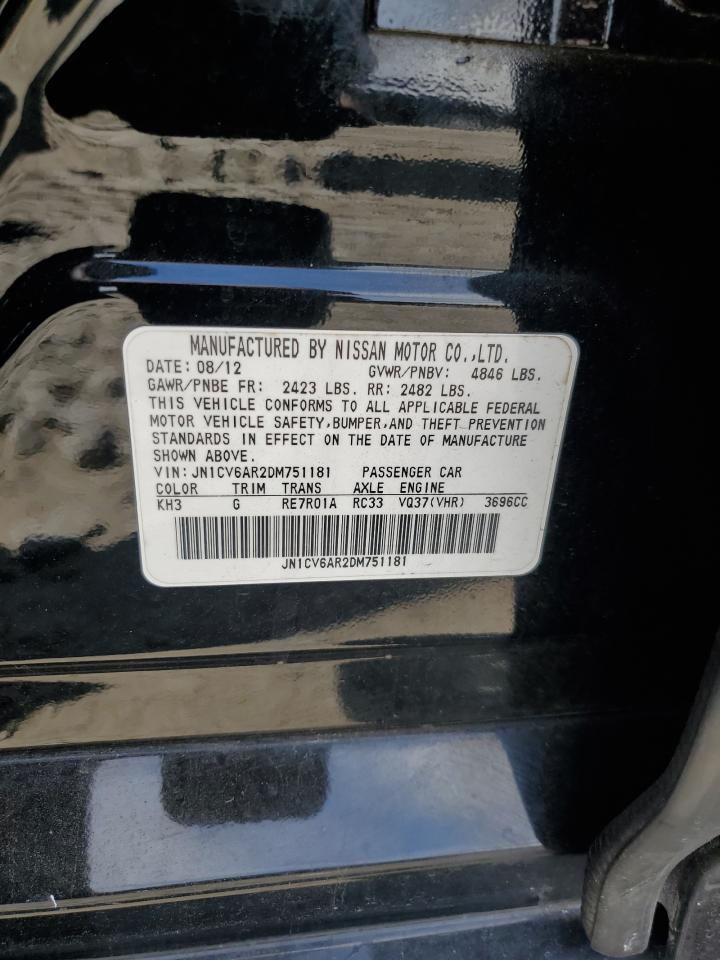 MANUFACTURED BY NISSAN MOTOR CO.,LTD.
DATE: 08/12 GVWR/PNBV: 4846 LBS.
GAWR/PNBE FR: 2423 LBS. RR: 2482 LBS.
THIS VEHICLE CONFORMS TO ALL APPLICABLE FEDERAL
MOTOR VEHICLE SAFETY,BUMPER,AND THEFT PREVENTION
STANDARDS IN EFFECT ON THE DATE OF MANUFACTURE
SHOWN ABOVE.
VIN: JN1CV6AR2DM751181 PASSENGER CAR
COLOR TRIM TRANS AXLE ENGINE
KH3 G RE7R01A RC33 VQ37(VHR) 3696CC
JN1CV6AR2DM751181